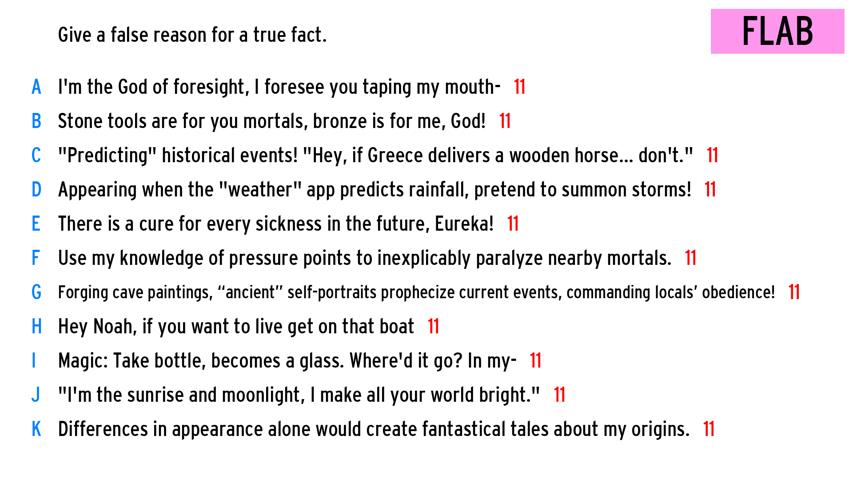 Give a false reason for a true fact.
FLAB
A I'm the God of foresight, I foresee you taping my mouth- 11
B Stone tools are for you mortals, bronze is for me, God! 11
C "Predicting" historical events! "Hey, if Greece delivers a wooden horse... don't." 11
D Appearing when the "weather" app predicts rainfall, pretend to summon storms! 11
E There is a cure for every sickness in the future, Eureka! 11
F Use my knowledge of pressure points to inexplicably paralyze nearby mortals. 11
G Forging cave paintings, “ancient” self-portraits prophecize current events, commanding locals’ obedience! 11
H Hey Noah, if you want to live get on that boat 11
I Magic: Take bottle, becomes a glass. Where'd it go? In my- 11
J "I'm the sunrise and moonlight, I make all your world bright." 11
K Differences in appearance alone would create fantastical tales about my origins. 11